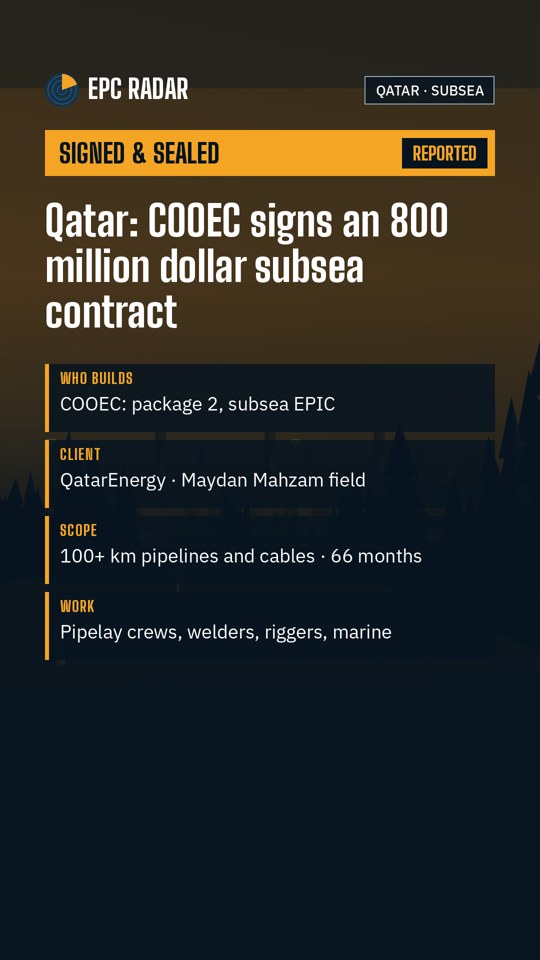 EPC RADAR
QATAR · SUBSEA
SIGNED & SEALED
REPORTED
Qatar: COOEC signs an 800
million dollar subsea
contract
WHO BUILDS
COOEC: package 2, subsea EPIC
CLIENT
QatarEnergy · Maydan Mahzam field
SCOPE
100+ km pipelines and cables · 66 months
WORK
Pipelay crews, welders, riggers, marine